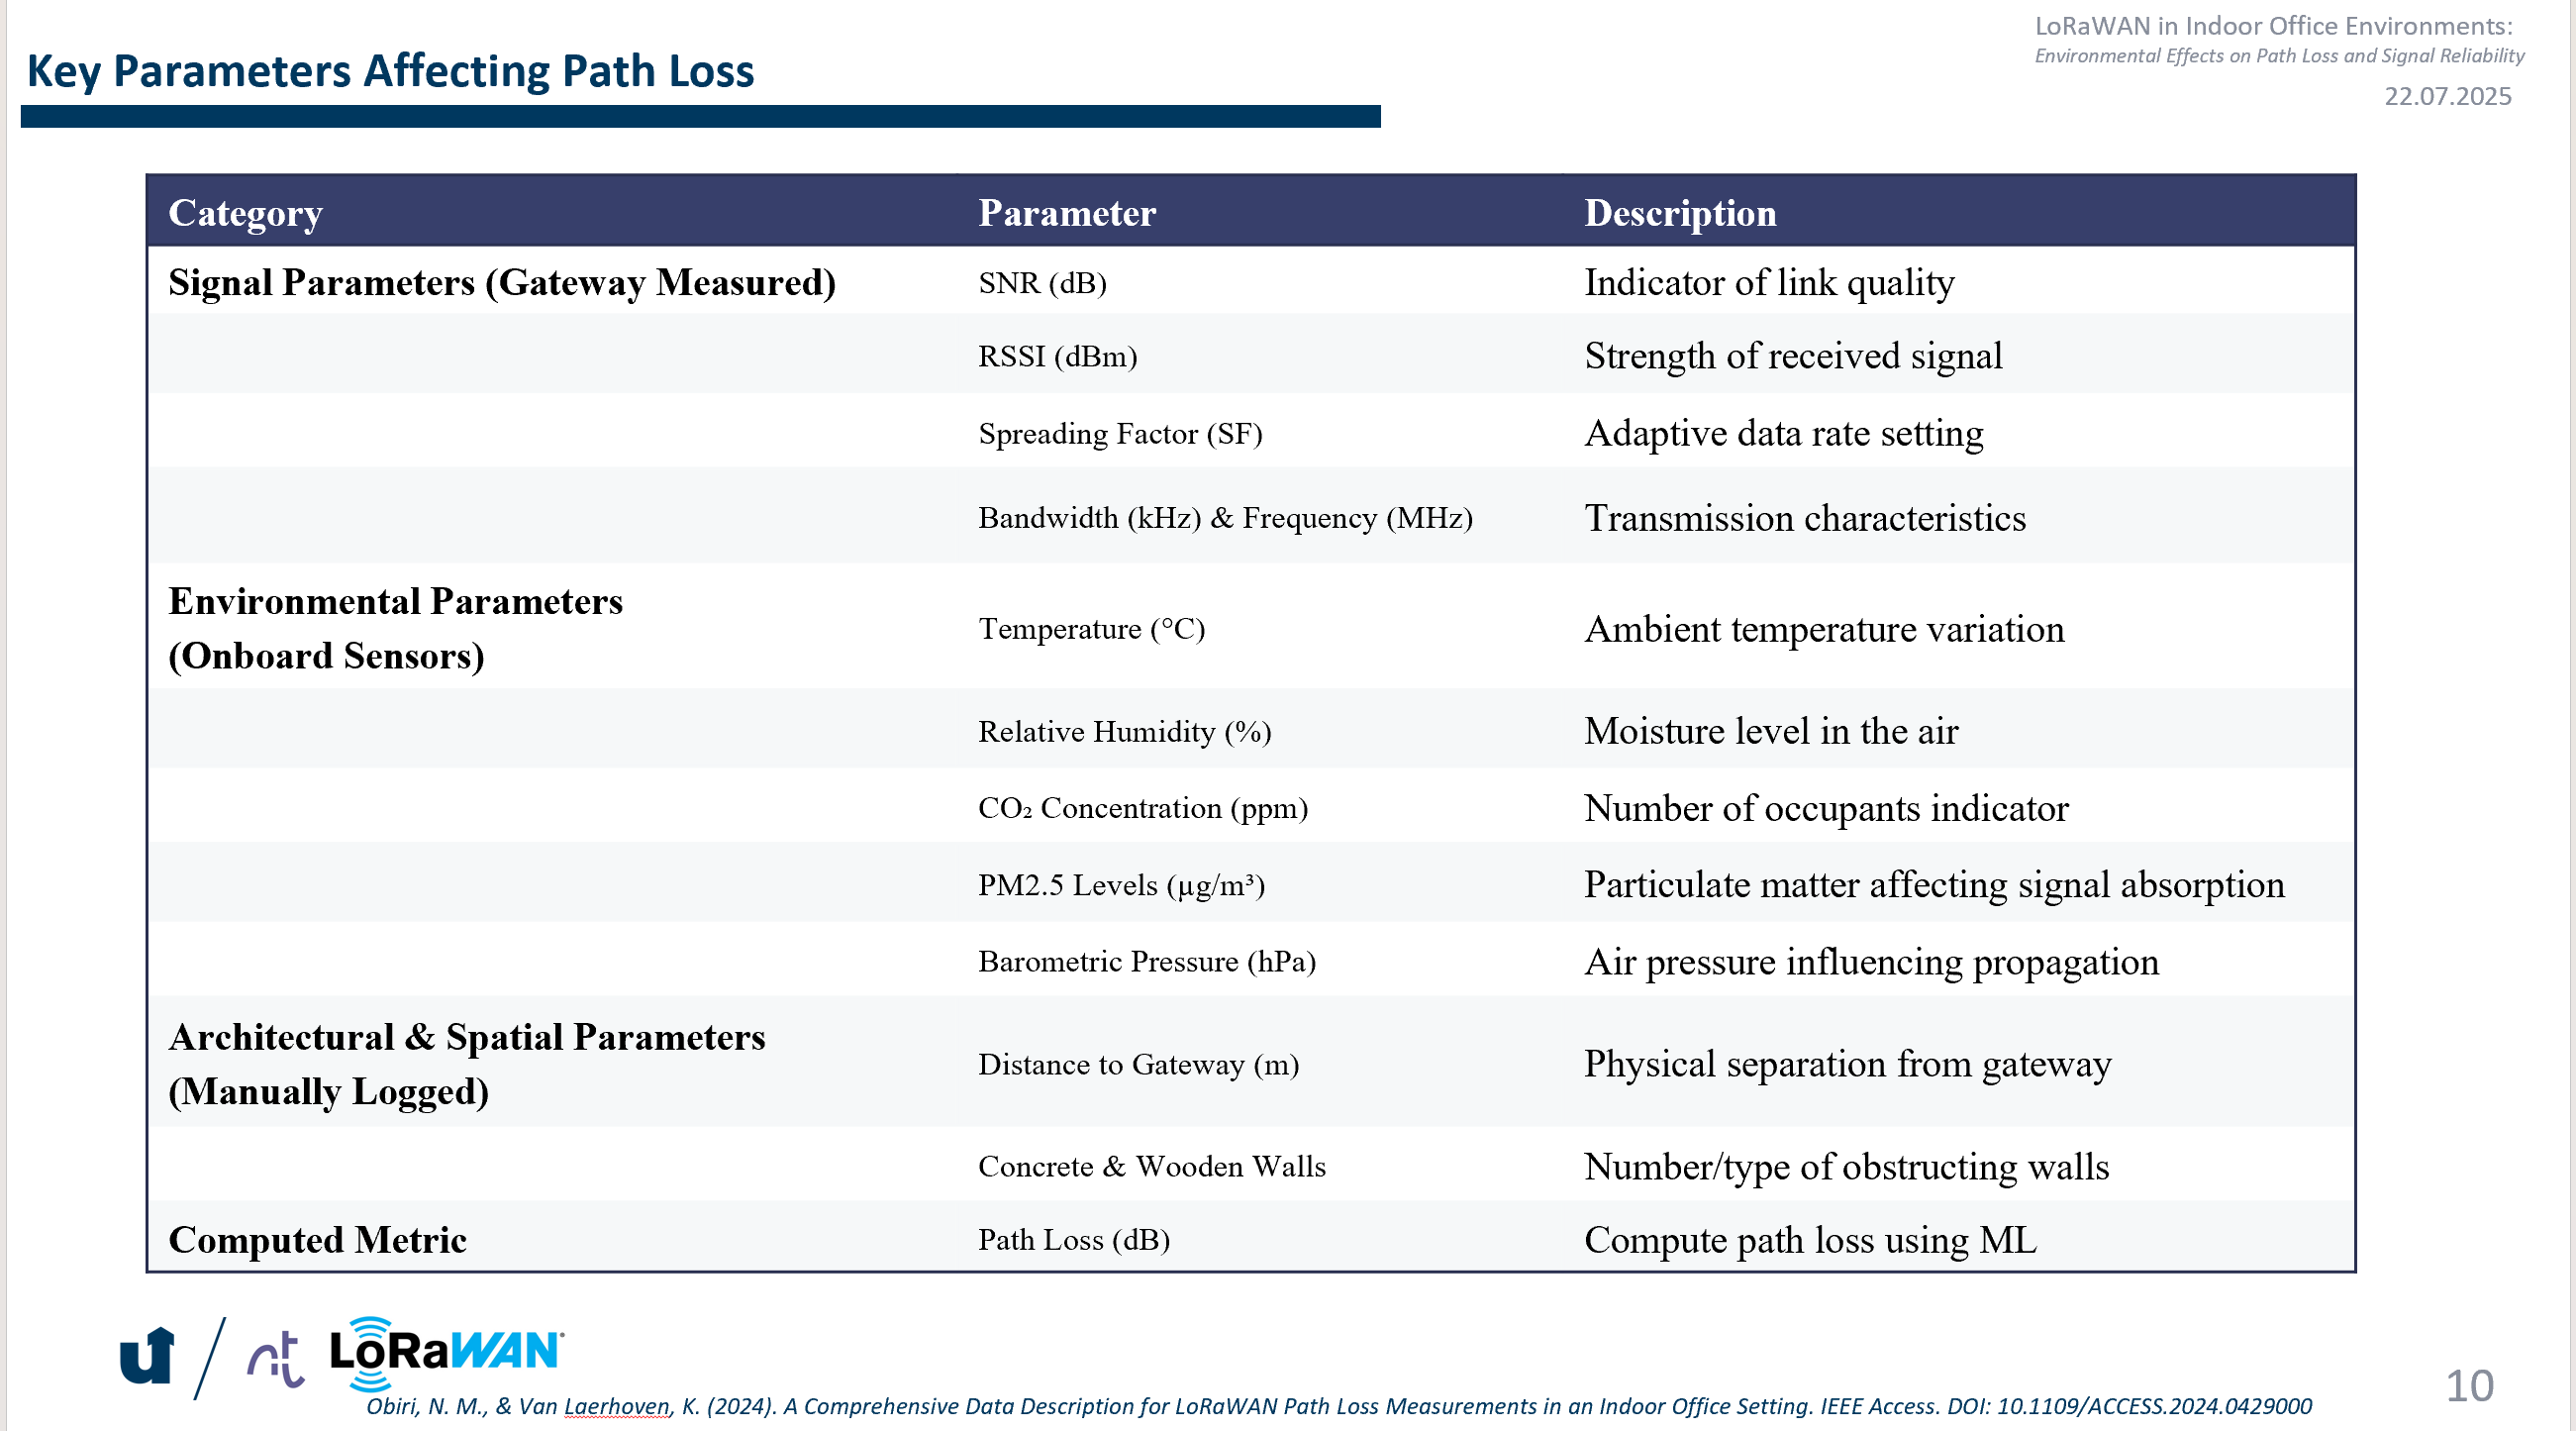 Key Parameters Affecting Path Loss
LoRaWAN in Indoor Office Environments:
Environmental Effects on Path Loss and Signal Reliability
22.07.2025
Category Parameter Description
Signal Parameters (Gateway Measured) SNR (dB) Indicator of link quality
RSSI (dBm) Strength of received signal
Spreading Factor (SF) Adaptive data rate setting
Bandwidth (kHz) & Frequency (MHz) Transmission characteristics
Environmental Parameters
(Onboard Sensors) Temperature (°C) Ambient temperature variation
Relative Humidity (%) Moisture level in the air
CO₂ Concentration (ppm) Number of occupants indicator
PM2.5 Levels (µg/m³) Particulate matter affecting signal absorption
Barometric Pressure (hPa) Air pressure influencing propagation
Architectural & Spatial Parameters
(Manually Logged) Distance to Gateway (m) Physical separation from gateway
Concrete & Wooden Walls Number/type of obstructing walls
Computed Metric Path Loss (dB) Compute path loss using ML
LoRaWAN
Obiri, N. M., & Van Laerhoven, K. (2024). A Comprehensive Data Description for LoRaWAN Path Loss Measurements in an Indoor Office Setting. IEEE Access. DOI: 10.1109/ACCESS.2024.0429000
10